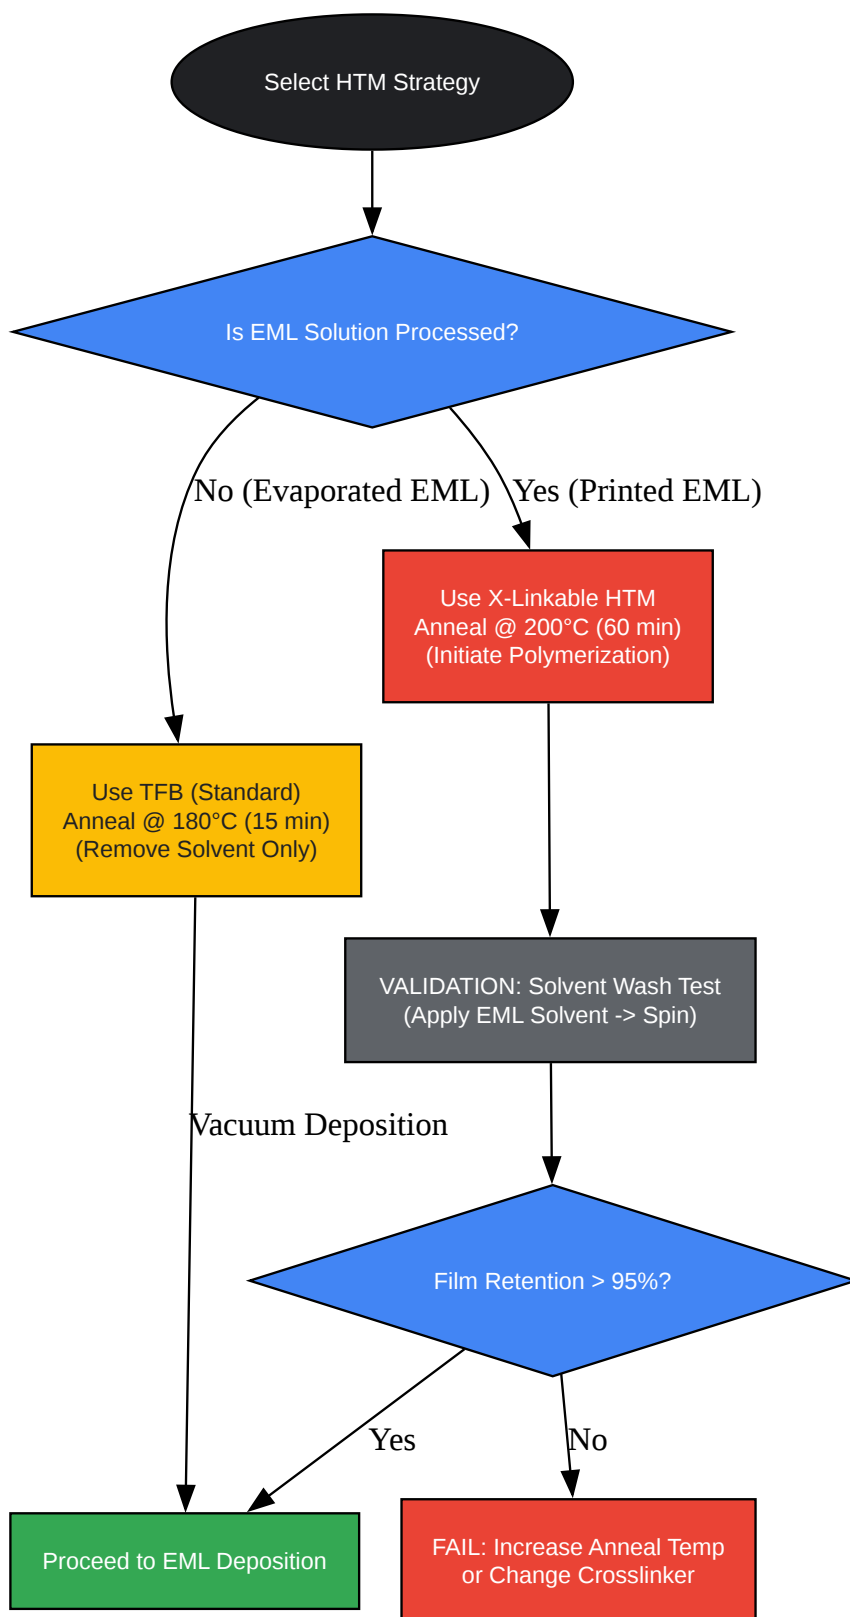 Select HTM Strategy
Is EML Solution Processed?
No (Evaporated EML)
Yes (Printed EML)
Use X-Linkable HTM
Anneal @ 200°C (60 min)
(Initiate Polymerization)
Use TFB (Standard)
Anneal @ 180°C (15 min)
(Remove Solvent Only)
VALIDATION: Solvent Wash Test
(Apply EML Solvent -> Spin)
Vacuum Deposition
Film Retention > 95%?
Yes
No
Proceed to EML Deposition
FAIL: Increase Anneal Temp
or Change Crosslinker